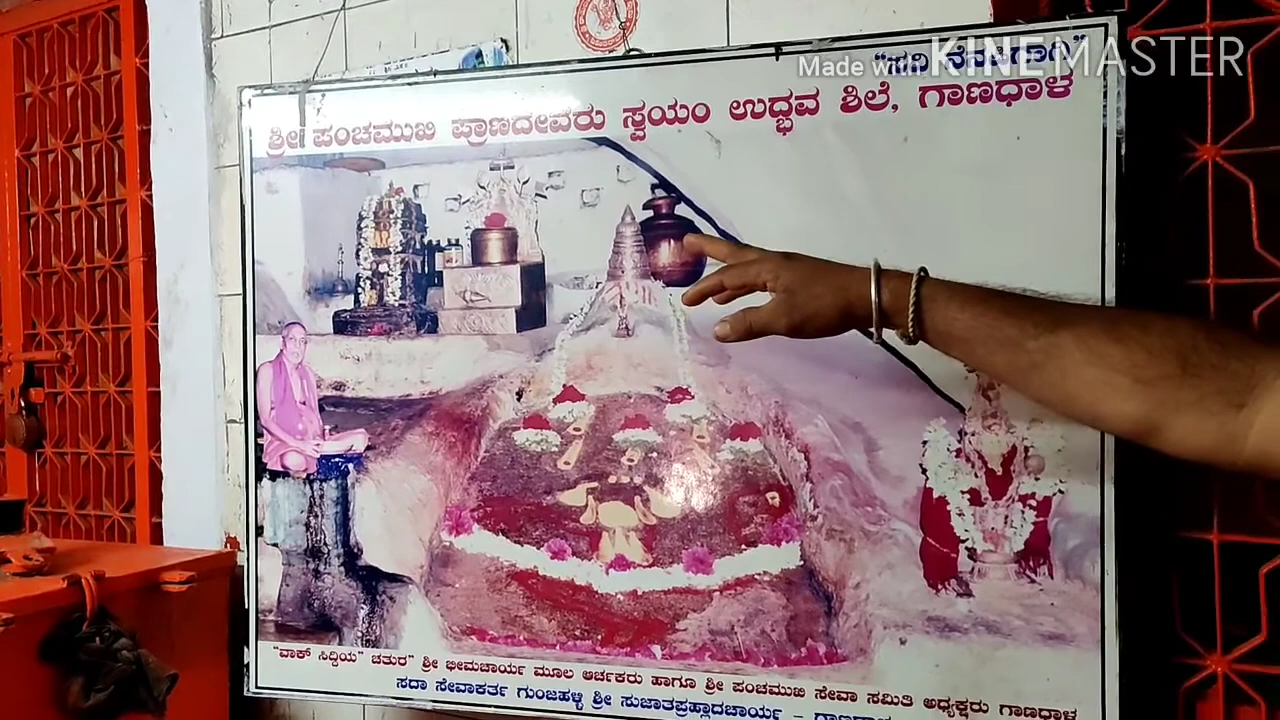 Made with KINEMASTER
ಶ್ರೀ ಪಂಚಮುಖಿ ಪ್ರಾಣದೇವರು ಸ್ವಯಂ ಉದ್ಭವ ಶಿಲೆ, ಗಾಣಧಾಳ
"ವಾಕ್ ಸಿದ್ದಿಯ" ಚತುರ" ಶ್ರೀ ಭೀಮಚಾರ್ಯ ಮೂಲ ಆರ್ಚಕರು ಹಾಗೂ ಶ್ರೀ ಪಂಚಮುಖಿ ಸೇವಾ ಸಮಿತಿ ಅಧ್ಯಕ್ಷರು ಗಾಣಧಾಳ
ಸದಾ ಸೇವಾಕರ್ತ ಗುಂಜಹಳ್ಳಿ ಶ್ರೀ ಸುಜಾತಪ್ರಹ್ಲಾದಚಾರ್ಯ –